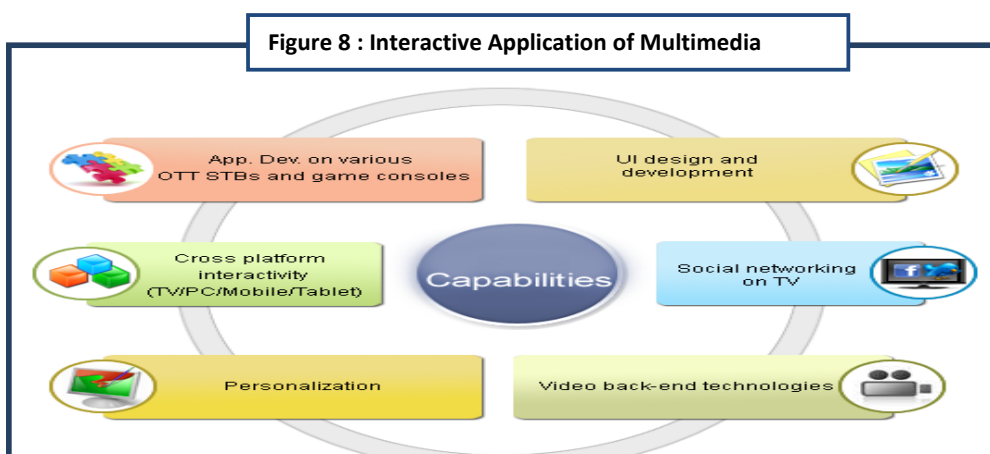 Figure 8 : Interactive Application of Multimedia
App. Dev. on various
OTT STBs and game consoles
UI design and
development
Cross platform
interactivity
(TV/PC/Mobile/Tablet)
Capabilities
Social networking
on TV
f
Personalization
Video back-end technologies